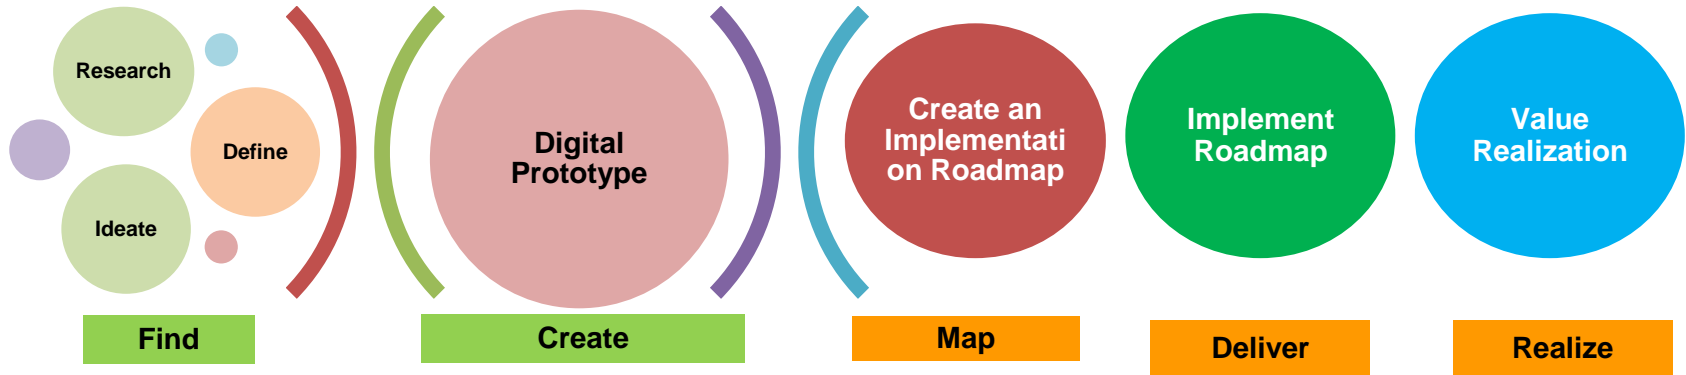 Research
Define
Ideate
Digital
Prototype
Create an
Implementati
on Roadmap
Implement
Roadmap
Value
Realization
Find
Create
Map
Deliver
Realize